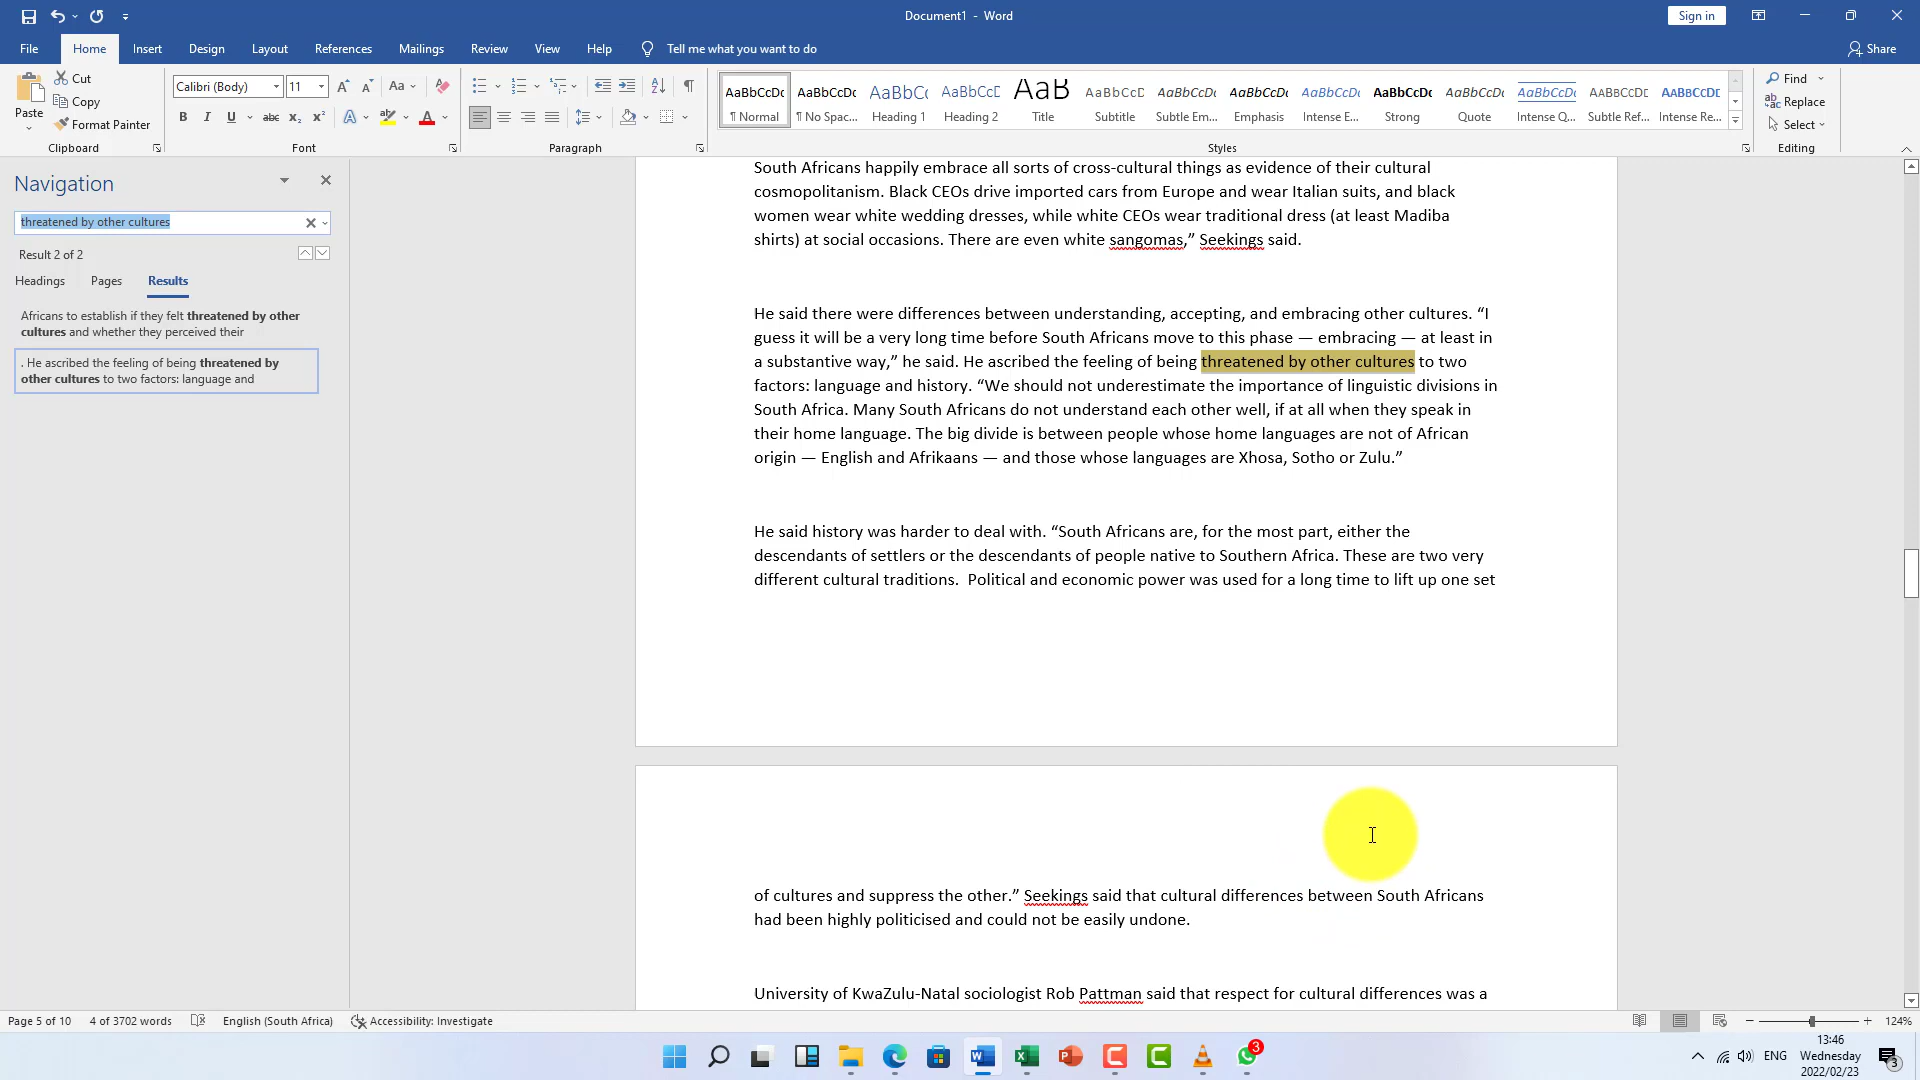 Document1 - Word
Sign in
File Home Insert Design Layout References Mailings Review View Help Tell me what you want to do Share
Paste Cut
Copy
Format Painter
Calibri (Body) 11 Aa
B I U abc x₂ x² A A
AaBbCcDc ¶ Normal
AaBbCcDc ¶ No Spac...
AaBbCc Heading 1
AaBbCcE Heading 2
AaB Title
AaBbCcD Subtitle
AaBbCcDc Subtle Em...
AaBbCcDc Emphasis
AaBbCcDc Intense E...
AaBbCcDc Strong
AaBbCcDc Quote
AaBbCcDc Intense Q...
AABBCCDE Subtle Ref...
AABBCCDE Intense Re...
Find
Replace
Select
Clipboard Font Paragraph Styles Editing
Navigation
threatened by other cultures
Result 2 of 2
Headings Pages Results
Africans to establish if they felt threatened by other
cultures and whether they perceived their
. He ascribed the feeling of being threatened by
other cultures to two factors: language and
South Africans happily embrace all sorts of cross-cultural things as evidence of their cultural
cosmopolitanism. Black CEOs drive imported cars from Europe and wear Italian suits, and black
women wear white wedding dresses, while white CEOs wear traditional dress (at least Madiba
shirts) at social occasions. There are even white sangomas,” Seekings said.
He said there were differences between understanding, accepting, and embracing other cultures. “I
guess it will be a very long time before South Africans move to this phase — embracing — at least in
a substantive way,” he said. He ascribed the feeling of being threatened by other cultures to two
factors: language and history. “We should not underestimate the importance of linguistic divisions in
South Africa. Many South Africans do not understand each other well, if at all when they speak in
their home language. The big divide is between people whose home languages are not of African
origin — English and Afrikaans — and those whose languages are Xhosa, Sotho or Zulu.”
He said history was harder to deal with. “South Africans are, for the most part, either the
descendants of settlers or the descendants of people native to Southern Africa. These are two very
different cultural traditions.  Political and economic power was used for a long time to lift up one set
of cultures and suppress the other.” Seekings said that cultural differences between South Africans
had been highly politicised and could not be easily undone.
University of KwaZulu-Natal sociologist Rob Pattman said that respect for cultural differences was a
Page 5 of 10 4 of 3702 words English (South Africa) Accessibility: Investigate 124%
3
ENG
13:46
Wednesday
2022/02/23
3